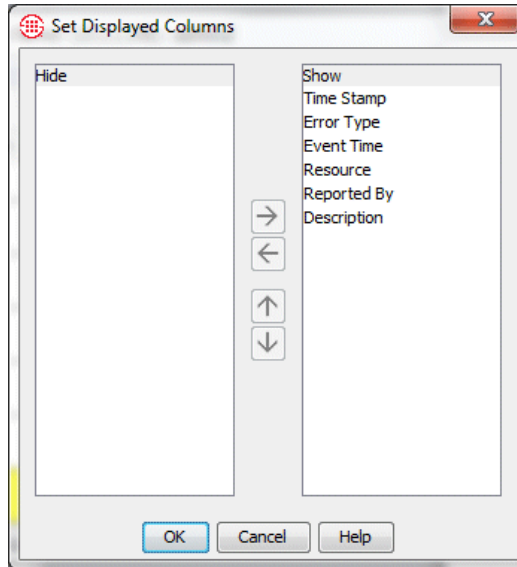 Set Displayed Columns
Hide
Show
Time Stamp
Error Type
Event Time
Resource
Reported By
Description
OK
Cancel
Help